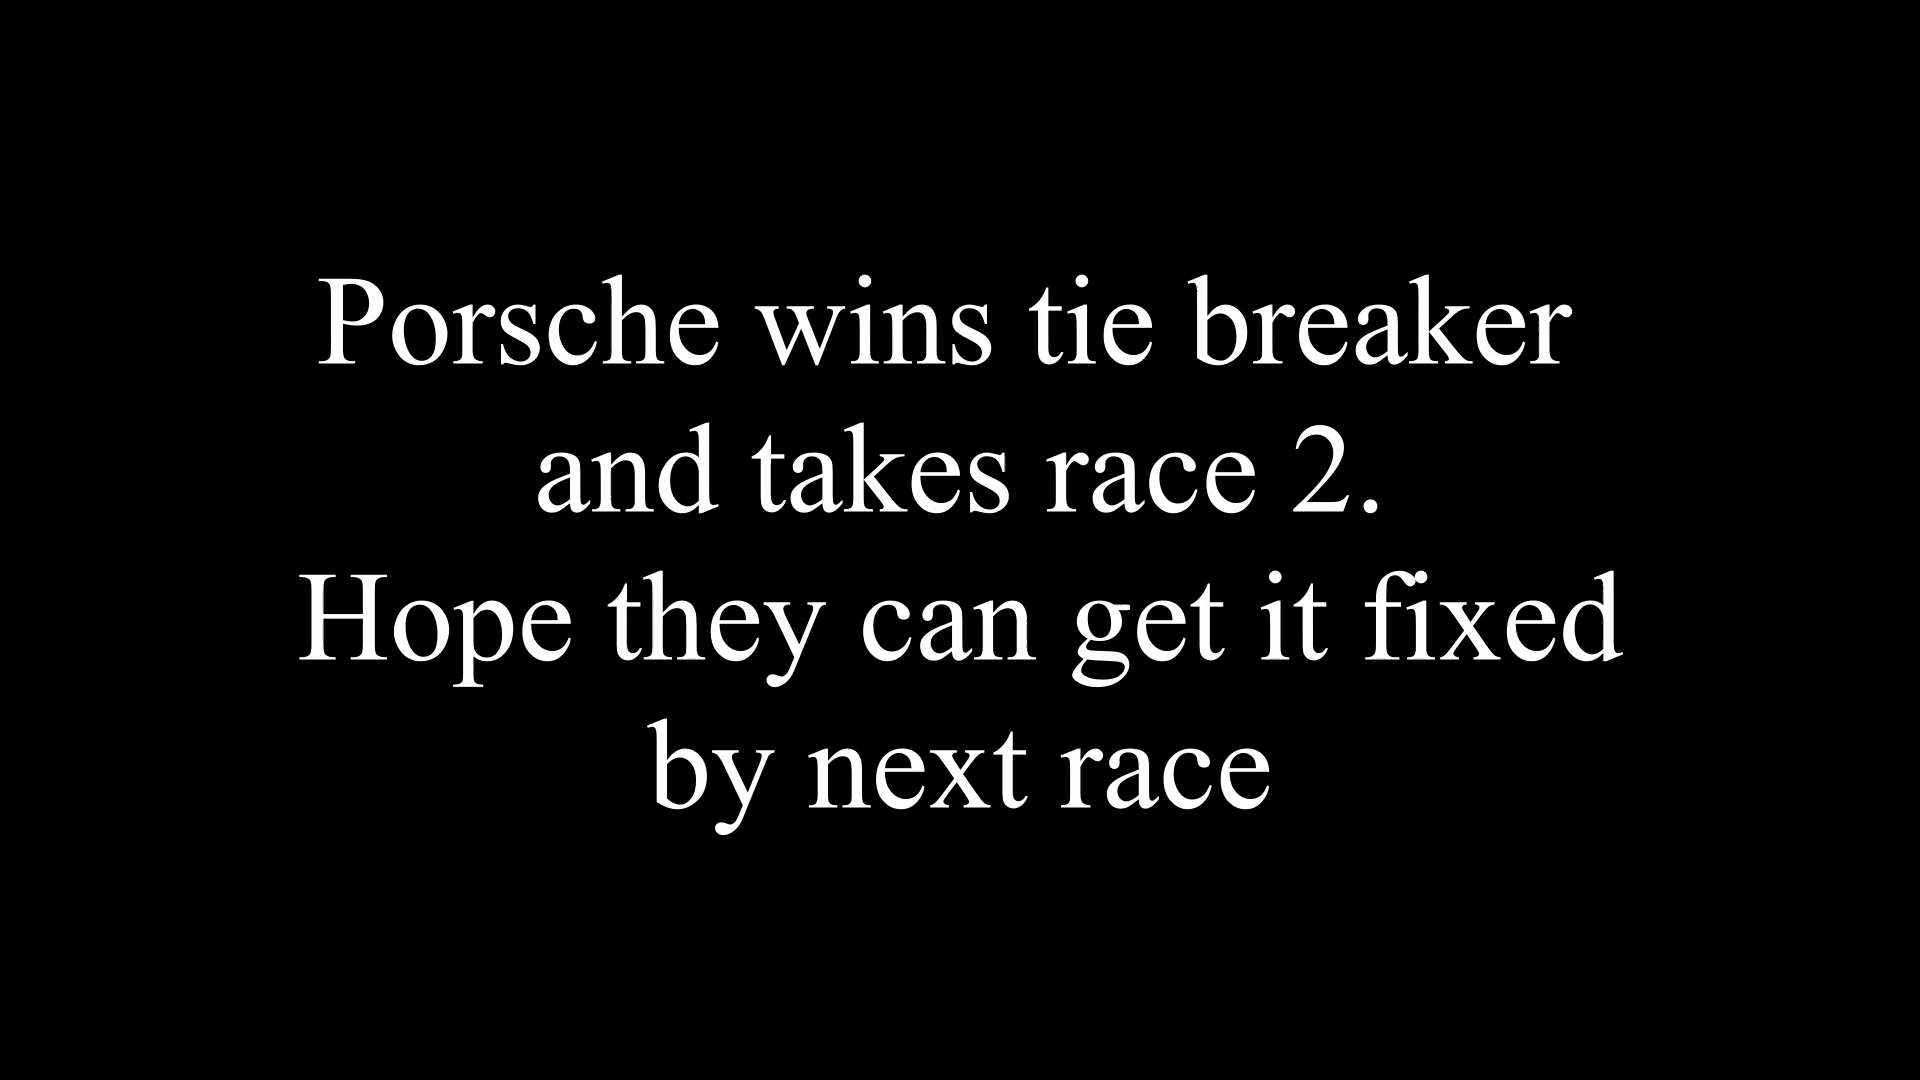 Porsche wins tie breaker
and takes race 2.
Hope they can get it fixed
by next race